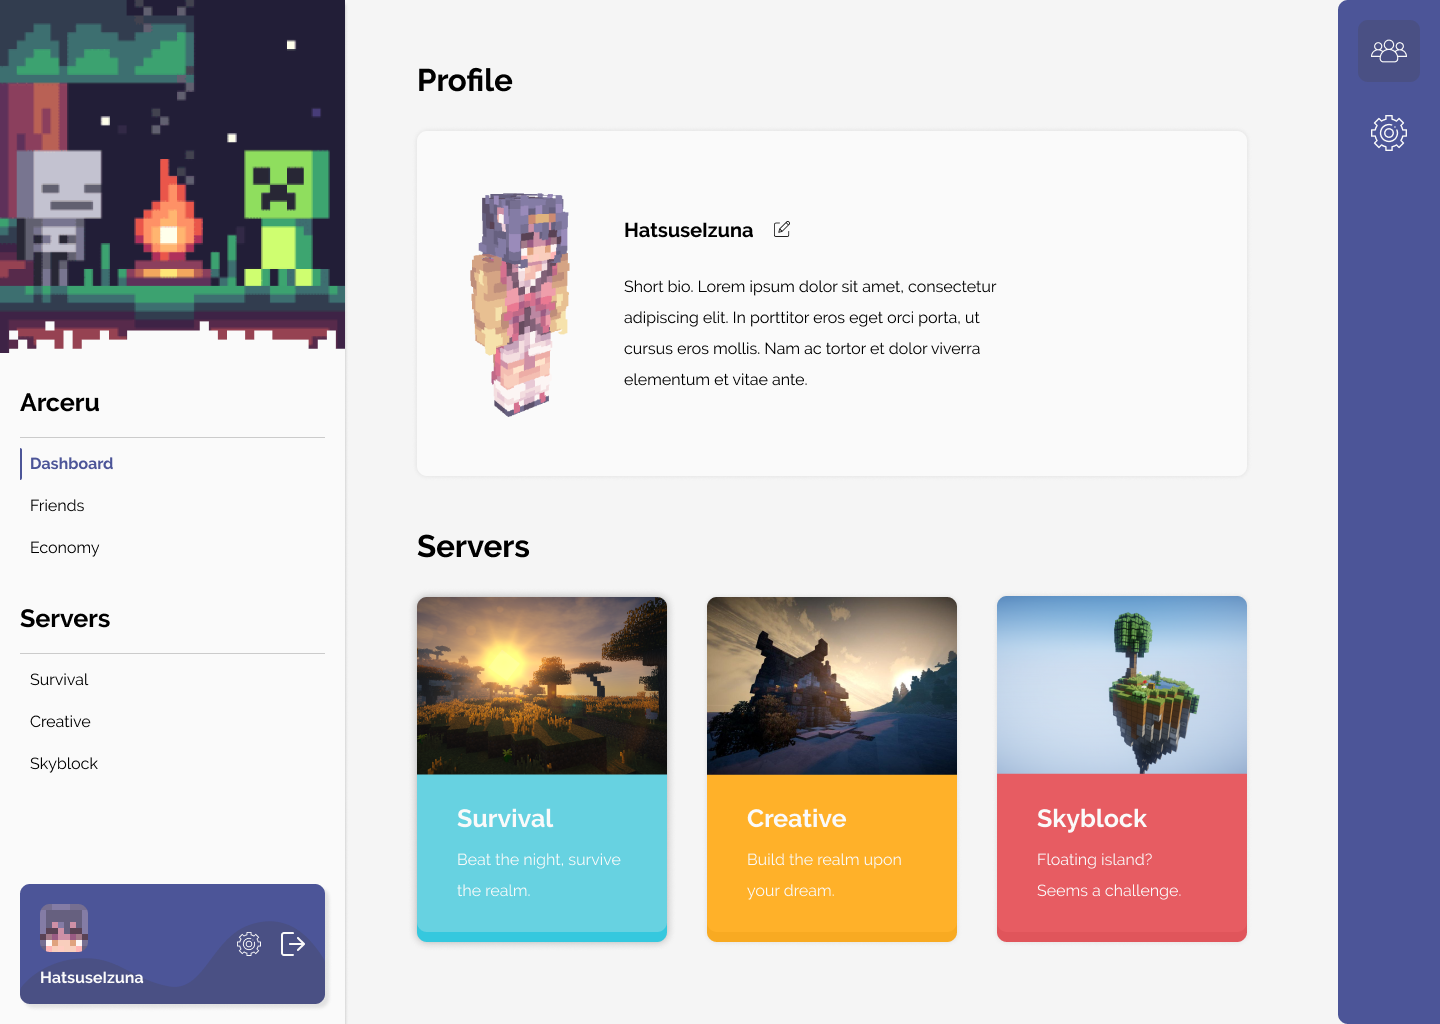 Arceru
Dashboard
Friends
Economy
Servers
Survival
Creative
Skyblock
HatsuseIzuna
Profile
HatsuseIzuna
Short bio. Lorem ipsum dolor sit amet, consectetur
adipiscing elit. In porttitor eros eget orci porta, ut
cursus eros mollis. Nam ac tortor et dolor viverra
elementum et vitae ante.
Servers
Survival
Beat the night, survive
the realm.
Creative
Build the realm upon
your dream.
Skyblock
Floating island?
Seems a challenge.